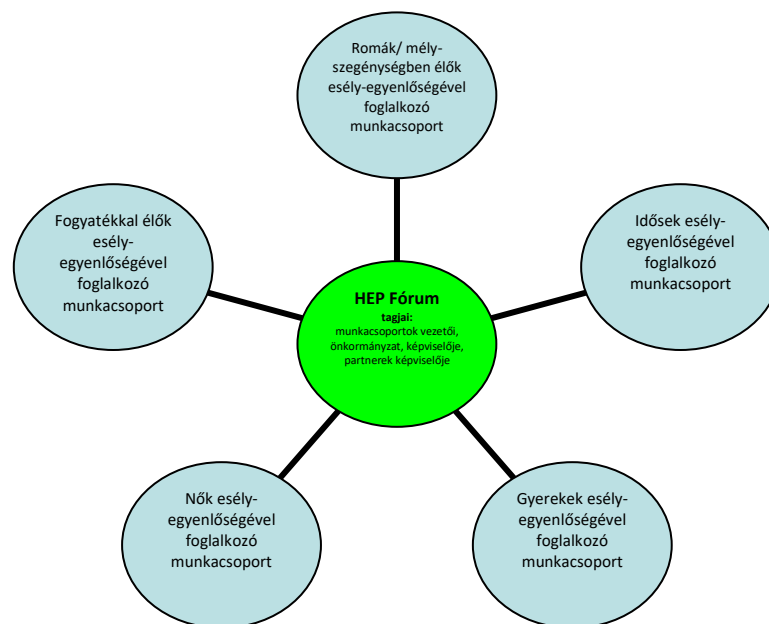 Romák/ mély-
szegénységben élők
esély-egyenlőségével
foglalkozó
munkacsoport
Fogyatékkal élők
esély-
egyenlőségével
foglalkozó
munkacsoport
Idősek esély-
egyenlőségével
foglalkozó
munkacsoport
HEP Fórum
tagjai:
munkacsoportok vezetői,
önkormányzat, képviselője,
partnerek képviselője
Nők esély-
egyenlőségével
foglalkozó
munkacsoport
Gyerekek esély-
egyenlőségével
foglalkozó
munkacsoport